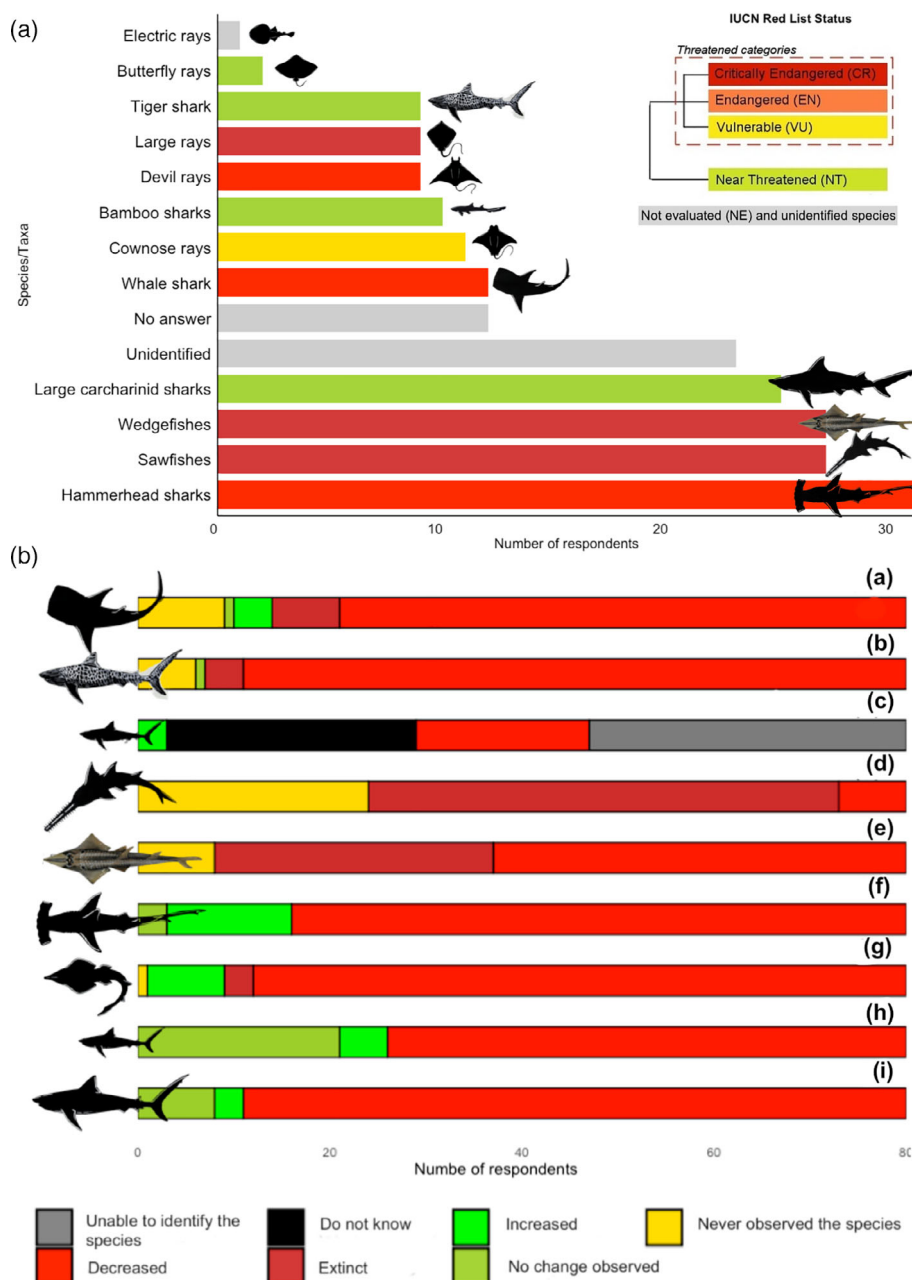 (a)
IUCN Red List Status
Threatened categories
Critically Endangered (CR)
Endangered (EN)
Vulnerable (VU)
Near Threatened (NT)
Not evaluated (NE) and unidentified species
Species/Taxa
Electric rays
Butterfly rays
Tiger shark
Large rays
Devil rays
Bamboo sharks
Cownose rays
Whale shark
No answer
Unidentified
Large carcharinid sharks
Wedgefishes
Sawfishes
Hammerhead sharks
0 10 20 30
Number of respondents
(b)
(a)
(b)
(c)
(d)
(e)
(f)
(g)
(h)
(i)
0 20 40 60 80
Numbe of respondents
Unable to identify the
species
Do not know
Increased
Never observed the species
Decreased
Extinct
No change observed